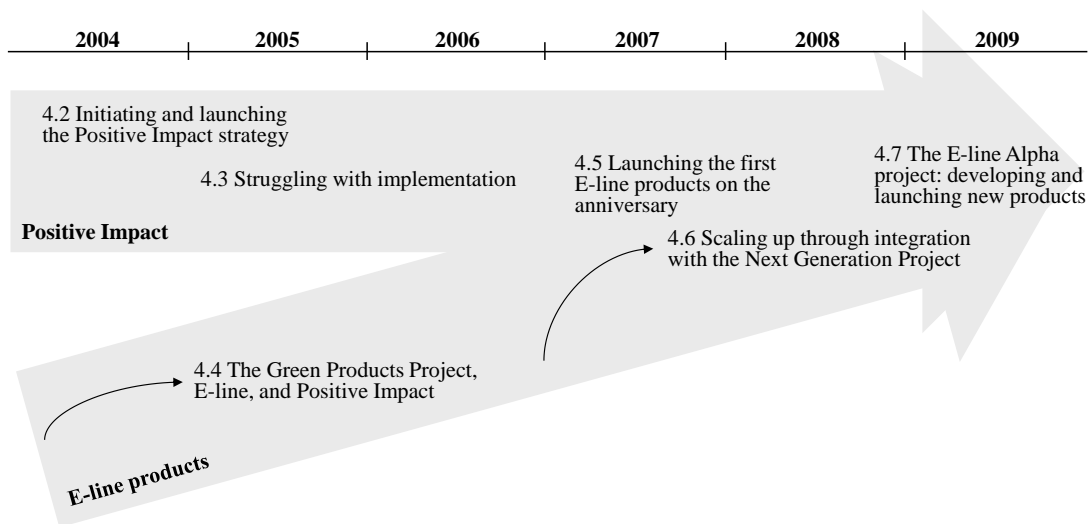 2004 2005 2006 2007 2008 2009
4.2 Initiating and launching
the Positive Impact strategy
4.3 Struggling with implementation
4.5 Launching the first
E-line products on the
anniversary
4.7 The E-line Alpha
project: developing and
launching new products
Positive Impact
4.6 Scaling up through integration
with the Next Generation Project
4.4 The Green Products Project,
E-line, and Positive Impact
E-line products